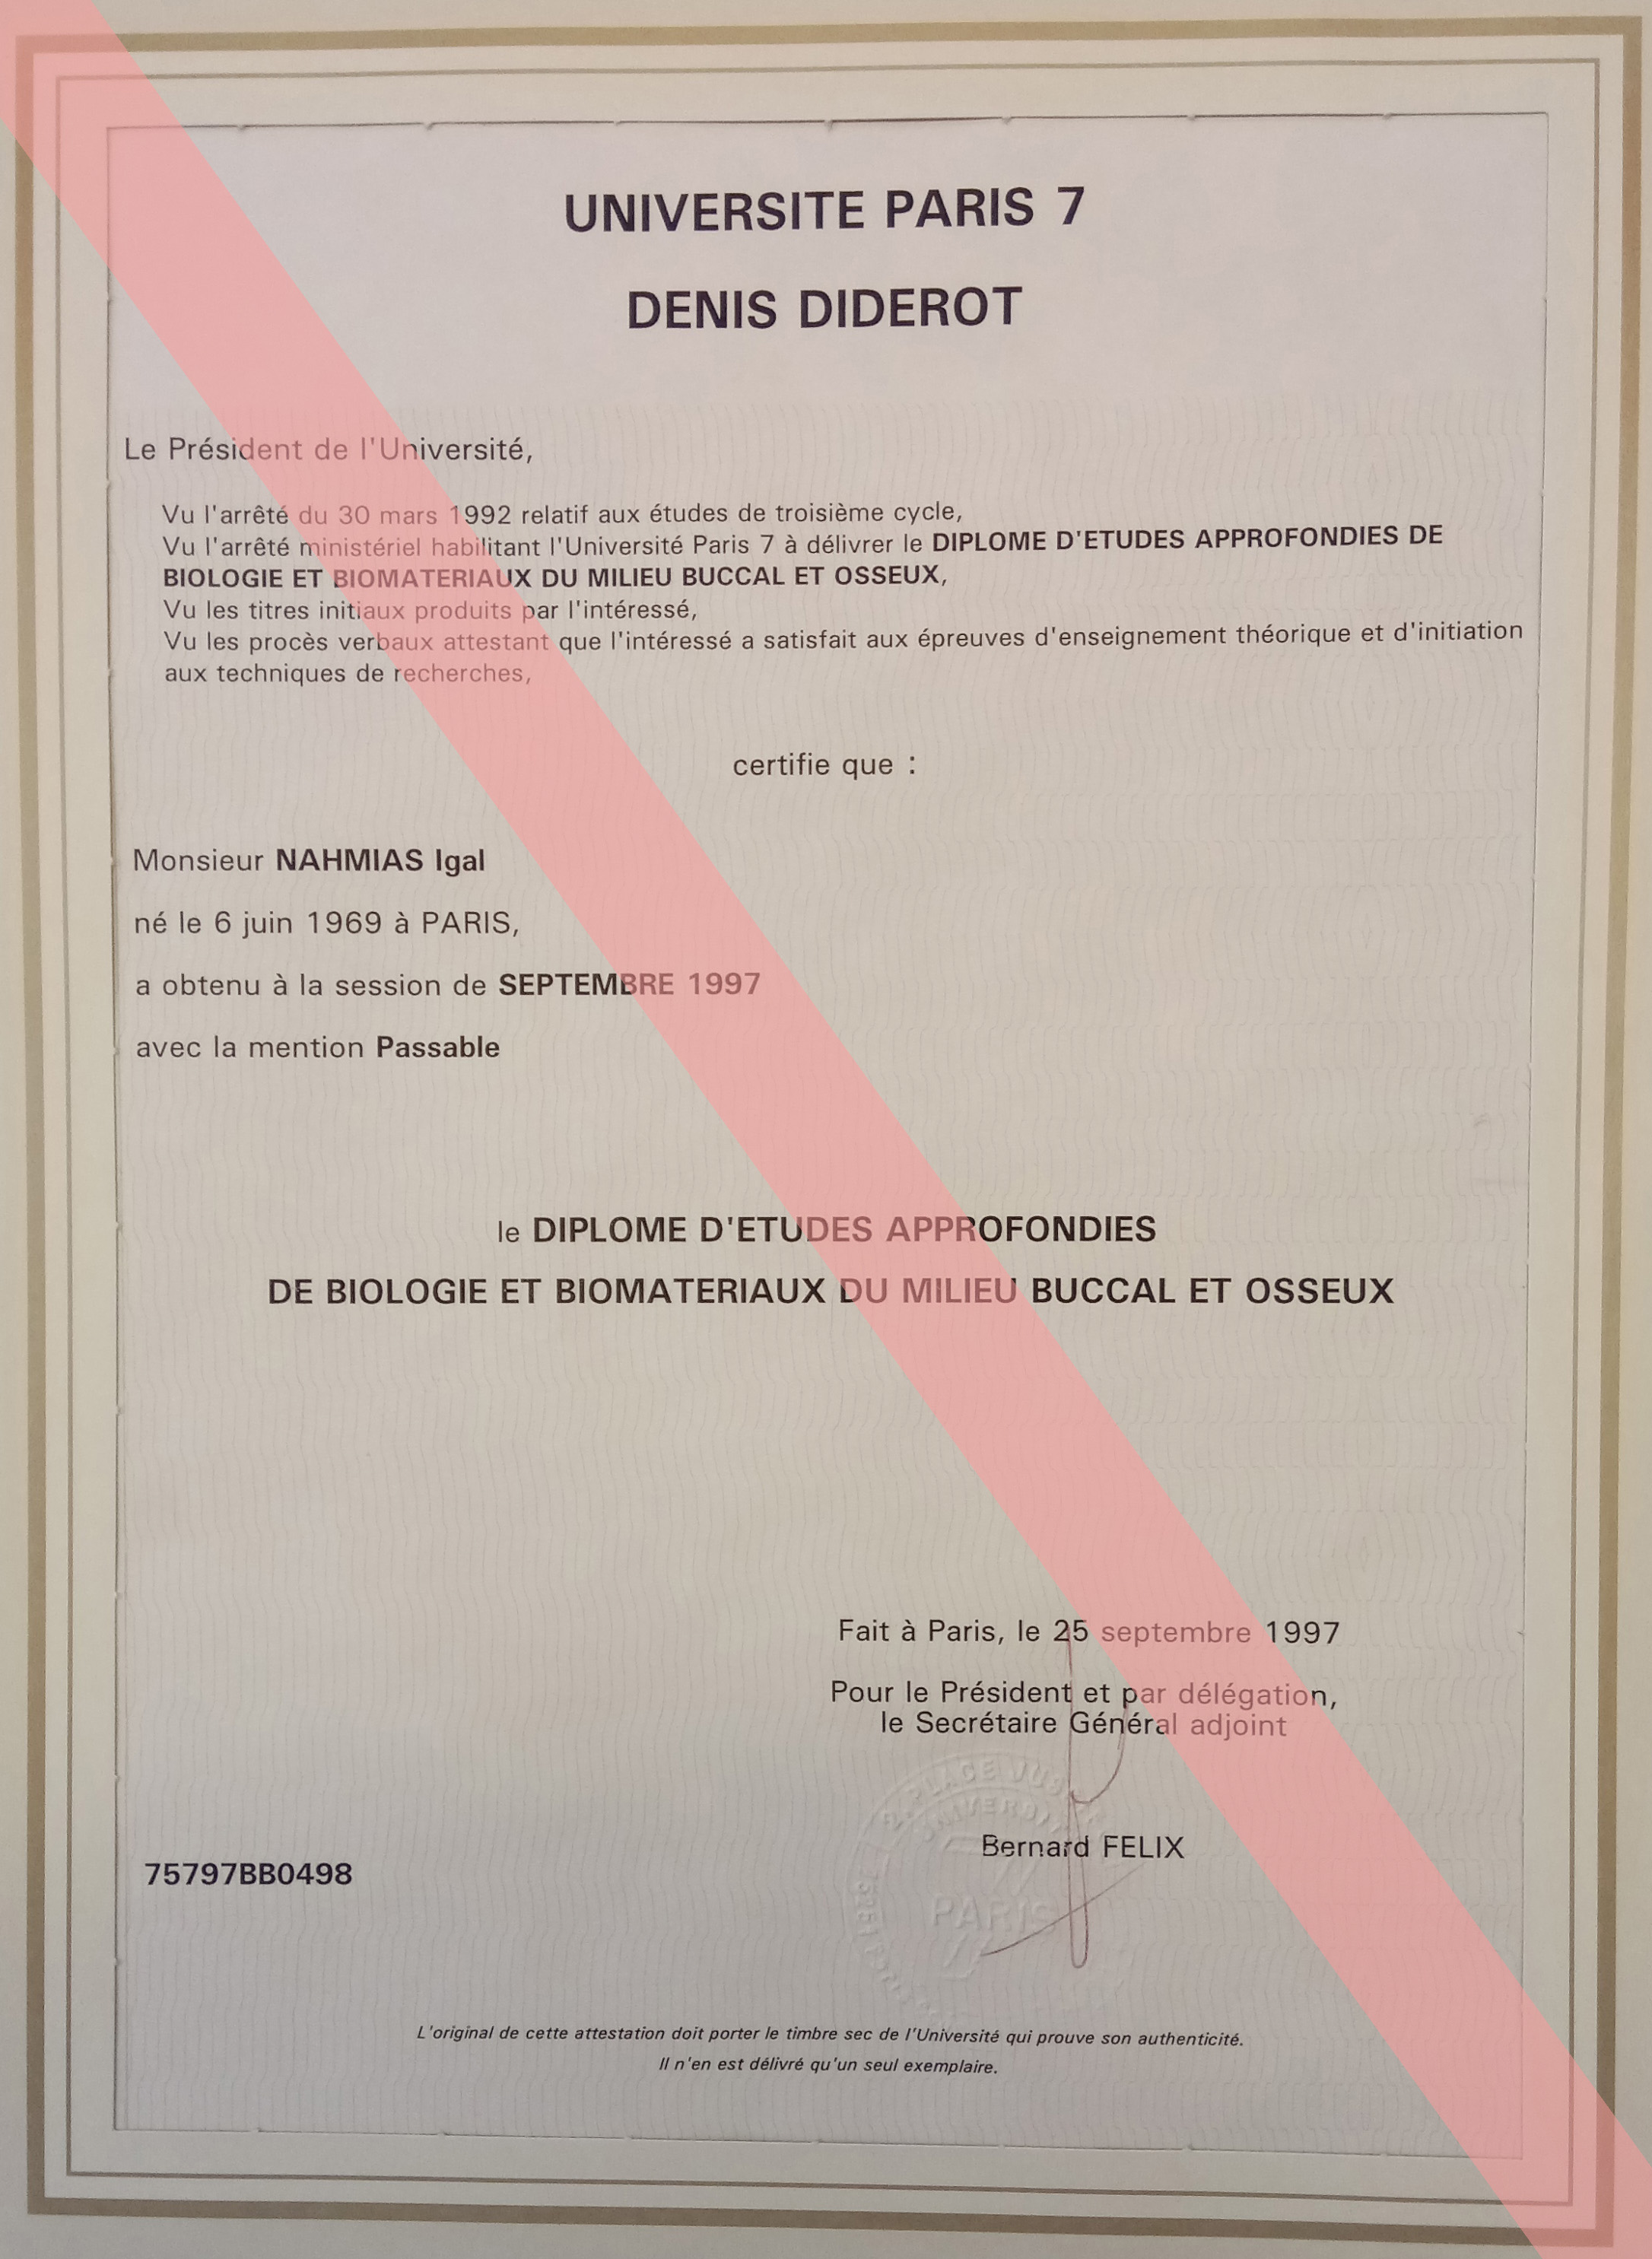 UNIVERSITE PARIS 7
DENIS DIDEROT
Le Président de l'Université,
Vu l'arrêté du 30 mars 1992 relatif aux études de troisième cycle,
Vu l'arrêté ministériel habilitant l'Université Paris 7 à délivrer le DIPLOME D'ETUDES APPROFONDIES DE
BIOLOGIE ET BIOMATERIAUX DU MILIEU BUCCAL ET OSSEUX,
Vu les titres initiaux produits par l'intéressé,
Vu les procès verbaux attestant que l'intéressé a satisfait aux épreuves d'enseignement théorique et d'initiation
aux techniques de recherches,
certifie que :
Monsieur NAHMIAS Igal
né le 6 juin 1969 à PARIS,
a obtenu à la session de SEPTEMBRE 1997
avec la mention Passable
le DIPLOME D'ETUDES APPROFONDIES
DE BIOLOGIE ET BIOMATERIAUX DU MILIEU BUCCAL ET OSSEUX
Fait à Paris, le 25 septembre 1997
Pour le Président et par délégation,
le Secrétaire Général adjoint
2, PLACE
PARIS
Bernard FELIX
75797BB0498
L'original de cette attestation doit porter le timbre sec de l'Université qui prouve son authenticité.
Il n'en est délivré qu'un seul exemplaire.